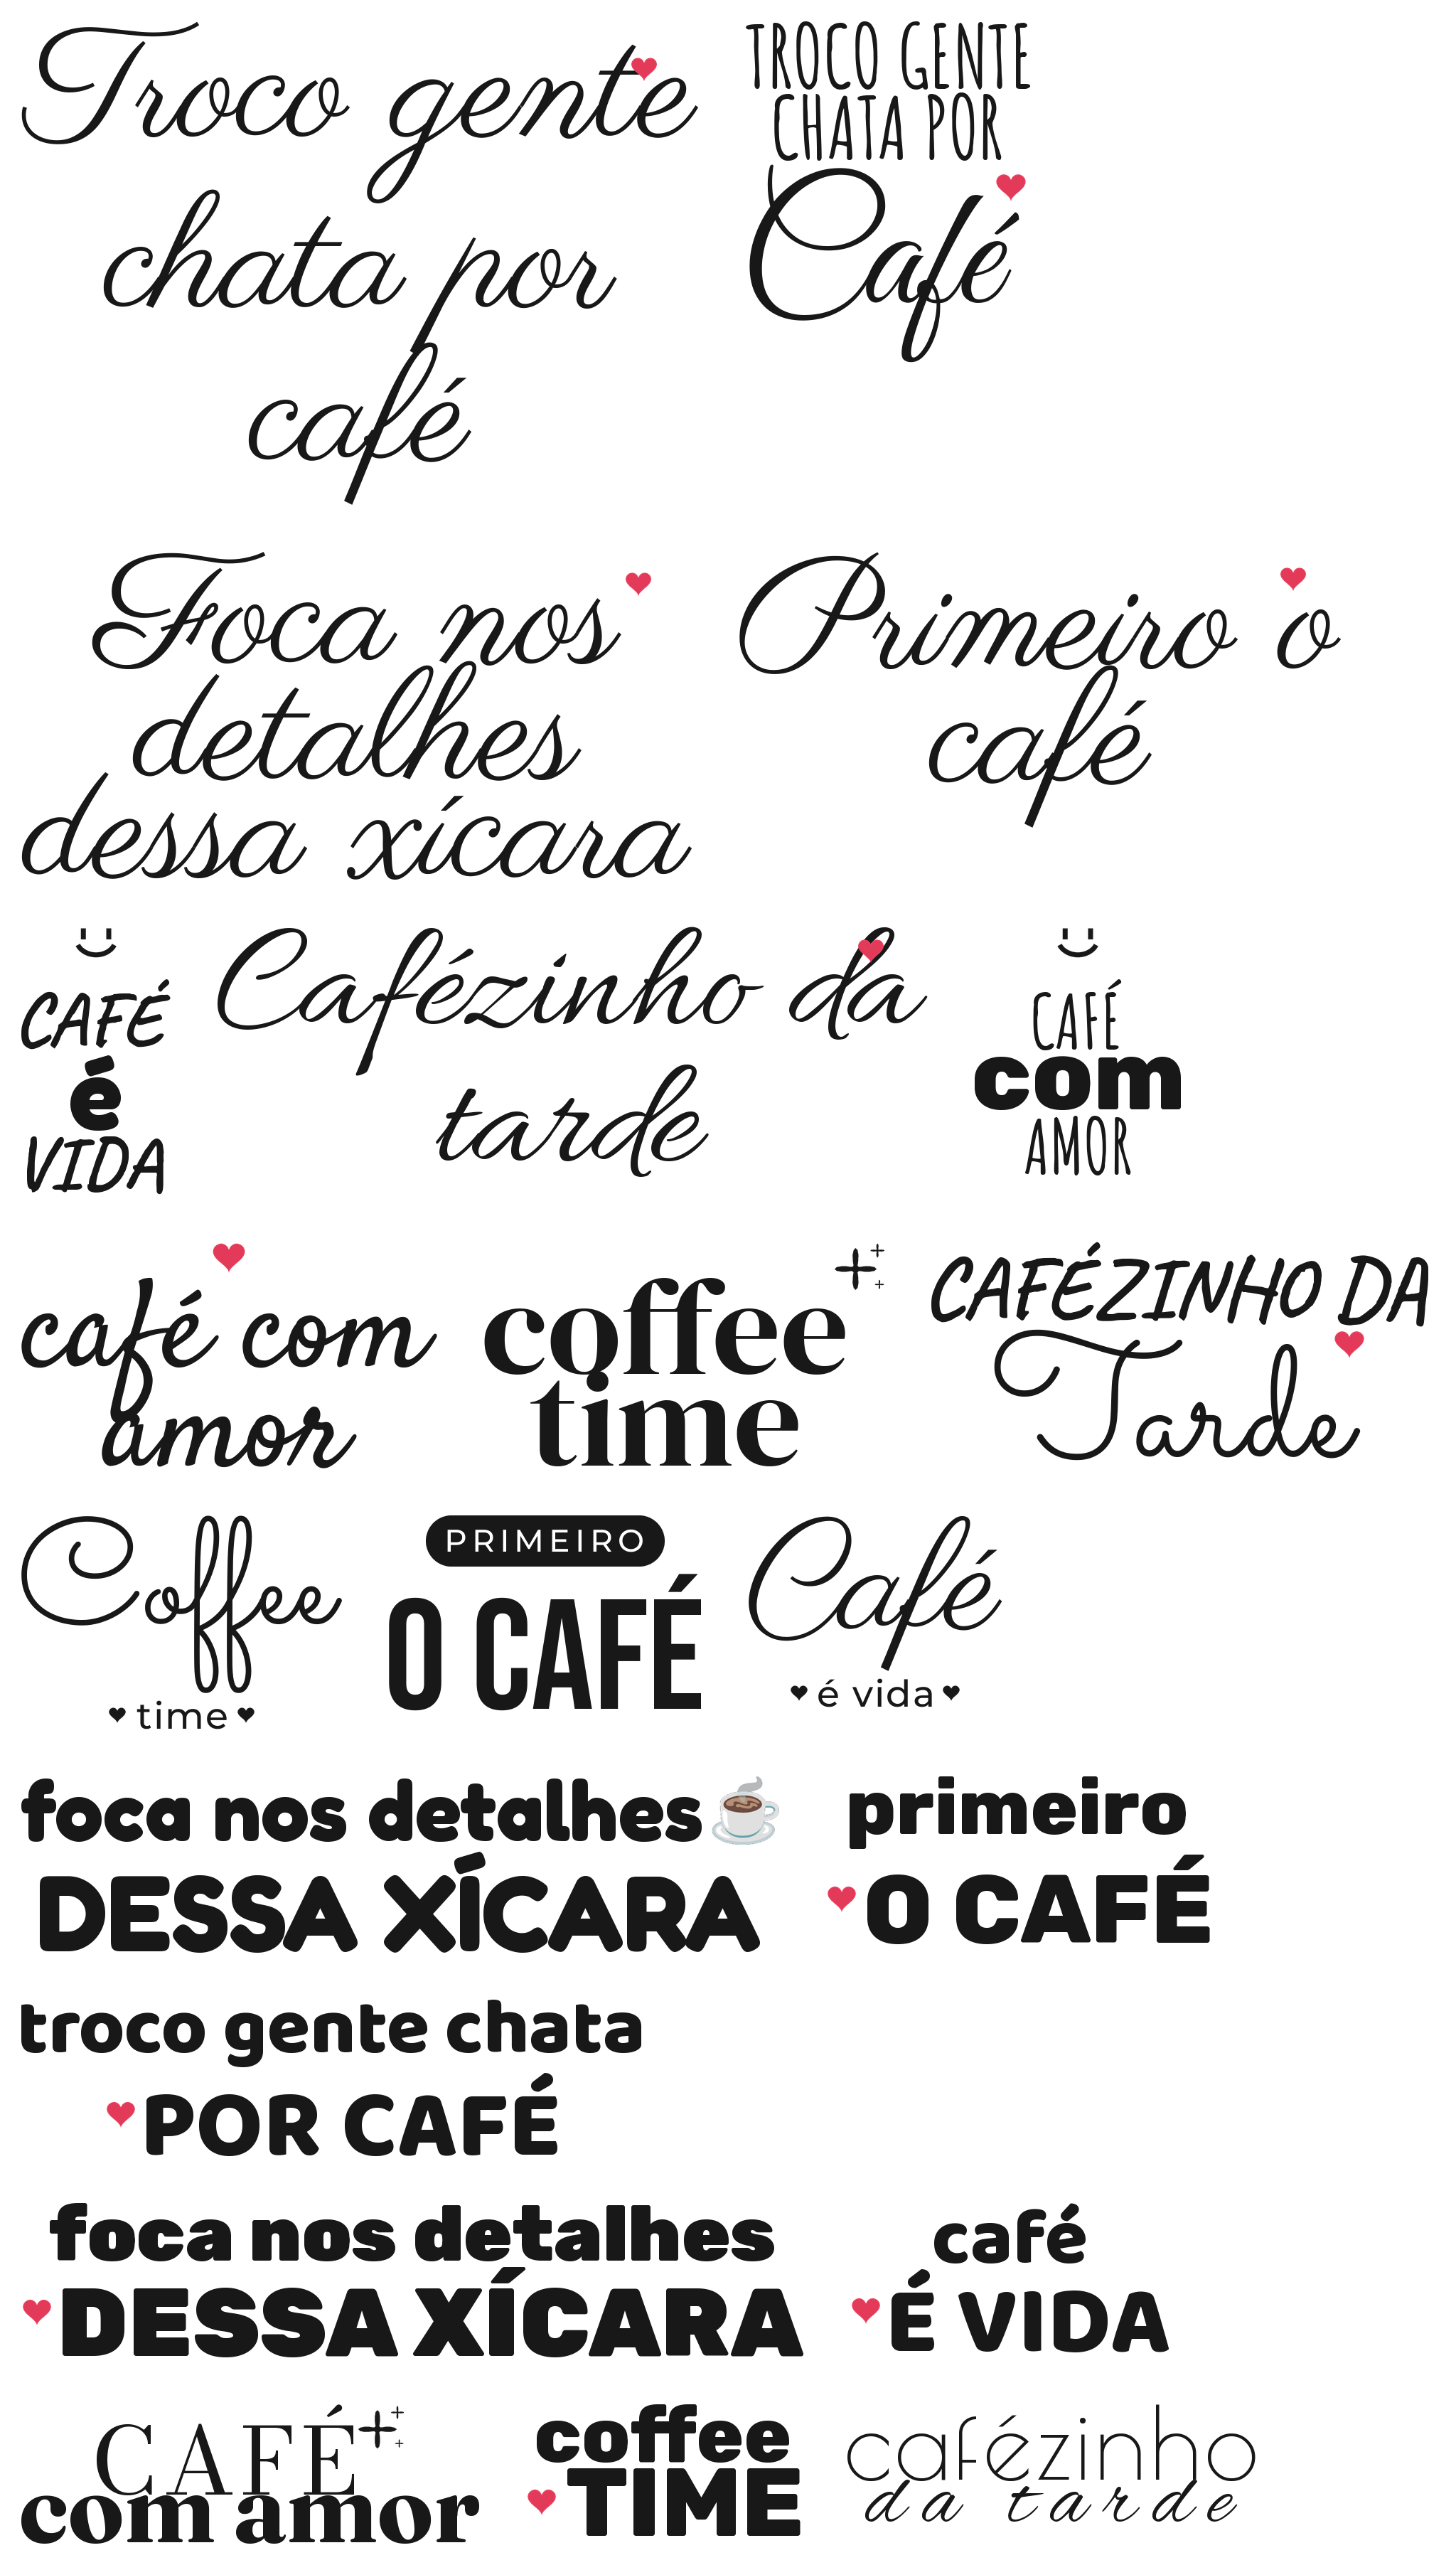 Troco gente
chata por
café
TROCO GENTE
CHATA POR
Café
Foca nos
detalhes
dessa xícara
Primeiro o
café
CAFÉ
é
VIDA
Cafézinho da
tarde
CAFÉ
com
AMOR
café com
amor
coffee
time
CAFÉZINHO DA
Tarde
Coffee
time
PRIMEIRO
O CAFÉ
Café
é vida
foca nos detalhes
DESSA XÍCARA
primeiro
O CAFÉ
troco gente chata
POR CAFÉ
foca nos detalhes
DESSA XÍCARA
café
É VIDA
CAFÉ
com amor
coffee
TIME
cafézinho
da tarde